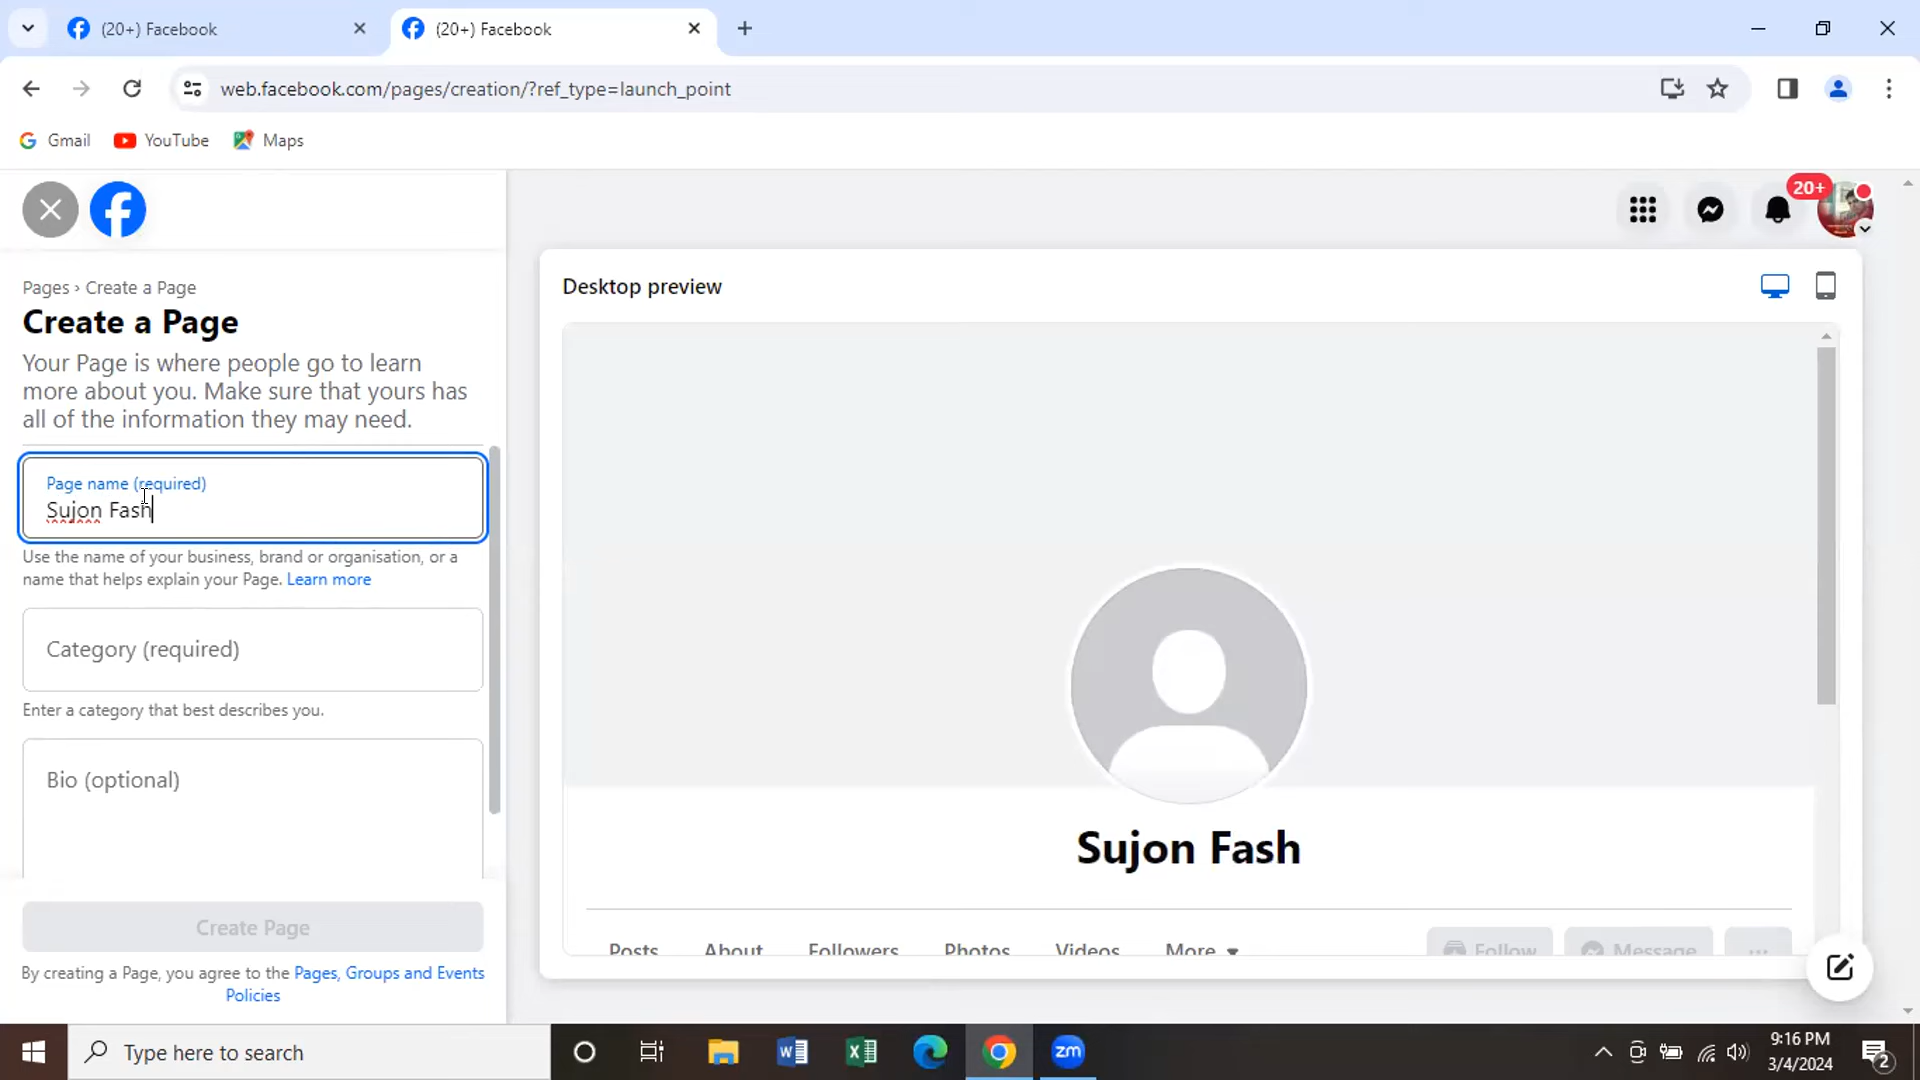 (20+) Facebook
(20+) Facebook
web.facebook.com/pages/creation/?ref_type=launch_point
Gmail
YouTube
Maps
20+
Pages › Create a Page
Create a Page
Your Page is where people go to learn
more about you. Make sure that yours has
all of the information they may need.
Page name (required)
Sujon Fash
Use the name of your business, brand or organisation, or a
name that helps explain your Page. Learn more
Category (required)
Enter a category that best describes you.
Bio (optional)
Create Page
By creating a Page, you agree to the Pages, Groups and Events
Policies
Desktop preview
Sujon Fash
Posts
About
Followers
Photos
Videos
More
Follow
Message
Type here to search
zm
9:16 PM
3/4/2024
2